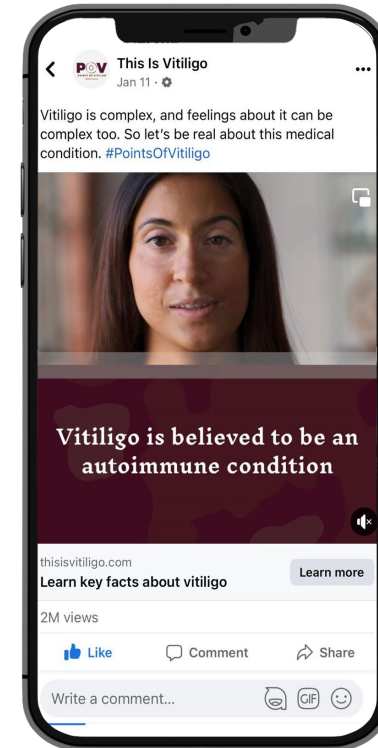 This Is Vitiligo
POV
Jan 11 ·
Vitiligo is complex, and feelings about it can be
complex too. So let's be real about this medical
condition. #PointsOfVitiligo
Vitiligo is believed to be an
autoimmune condition
thisisvitiligo.com
Learn key facts about vitiligo
Learn more
2M views
Like
Comment
Share
Write a comment...
GIF